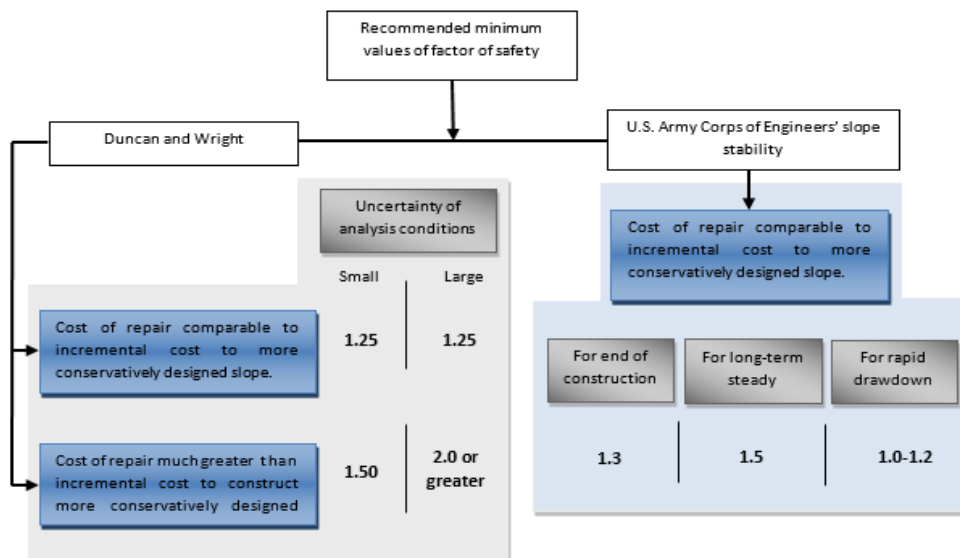 Recommended minimum
values of factor of safety
Duncan and Wright
U.S. Army Corps of Engineers' slope
stability
Uncertainty of
analysis conditions
Small Large
Cost of repair comparable to
incremental cost to more
conservatively designed slope.
1.25 1.25
Cost of repair much greater than
incremental cost to construct
more conservatively designed
1.50
2.0 or
greater
Cost of repair comparable to
incremental cost to more
conservatively designed slope.
For end of
construction
For long-term
steady
For rapid
drawdown
1.3 1.5 1.0-1.2